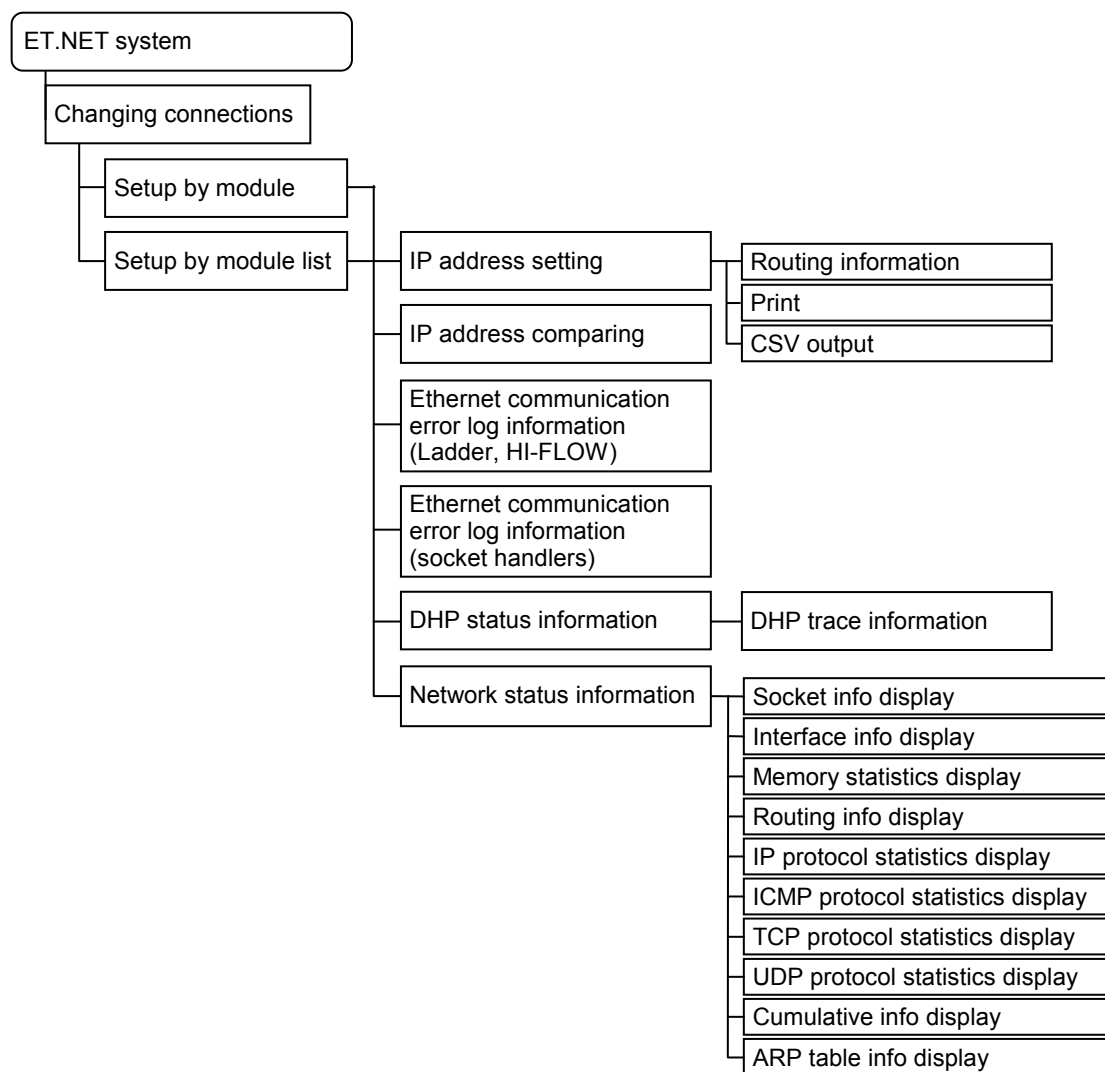 ET.NET system
Changing connections
Setup by module
Setup by module list
IP address setting
Routing information
Print
CSV output
IP address comparing
Ethernet communication
error log information
(Ladder, HI-FLOW)
Ethernet communication
error log information
(socket handlers)
DHP status information
DHP trace information
Network status information
Socket info display
Interface info display
Memory statistics display
Routing info display
IP protocol statistics display
ICMP protocol statistics display
TCP protocol statistics display
UDP protocol statistics display
Cumulative info display
ARP table info display